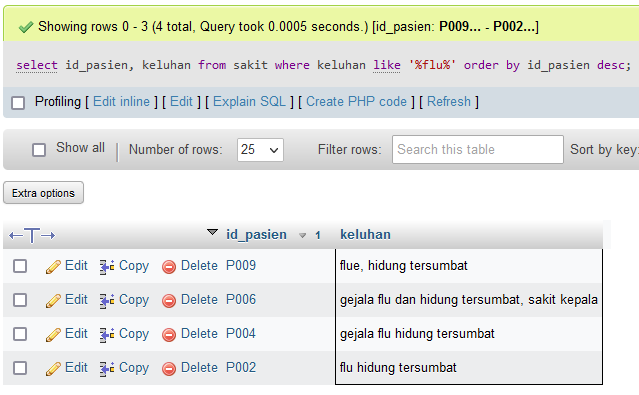 Showing rows 0 - 3 (4 total, Query took 0.0005 seconds.) [id_pasien: P009... - P002...]
select id_pasien, keluhan from sakit where keluhan like '%flu%' order by id_pasien desc;
Profiling [ Edit inline ] [ Edit ] [ Explain SQL ] [ Create PHP code ] [ Refresh ]
Show all Number of rows: 25 Filter rows: Search this table Sort by key:
Extra options
id_pasien 1 keluhan
Edit Copy Delete P009 flue, hidung tersumbat
Edit Copy Delete P006 gejala flu dan hidung tersumbat, sakit kepala
Edit Copy Delete P004 gejala flu hidung tersumbat
Edit Copy Delete P002 flu hidung tersumbat